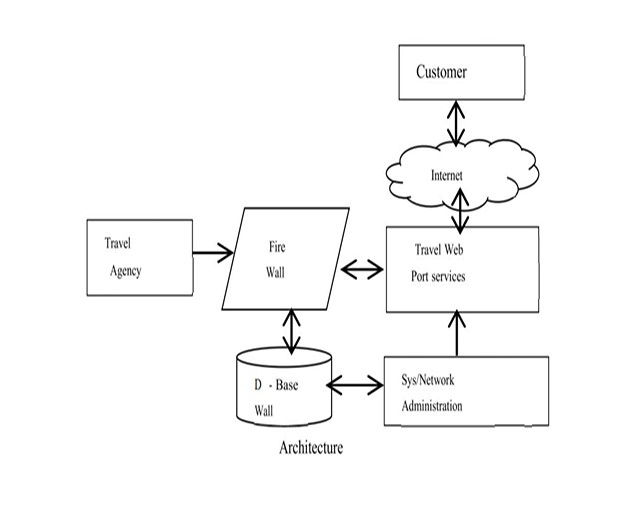 Customer
Internet
Travel
Agency
Fire
Wall
Travel Web
Port services
D - Base
Wall
Sys/Network
Administration
Architecture